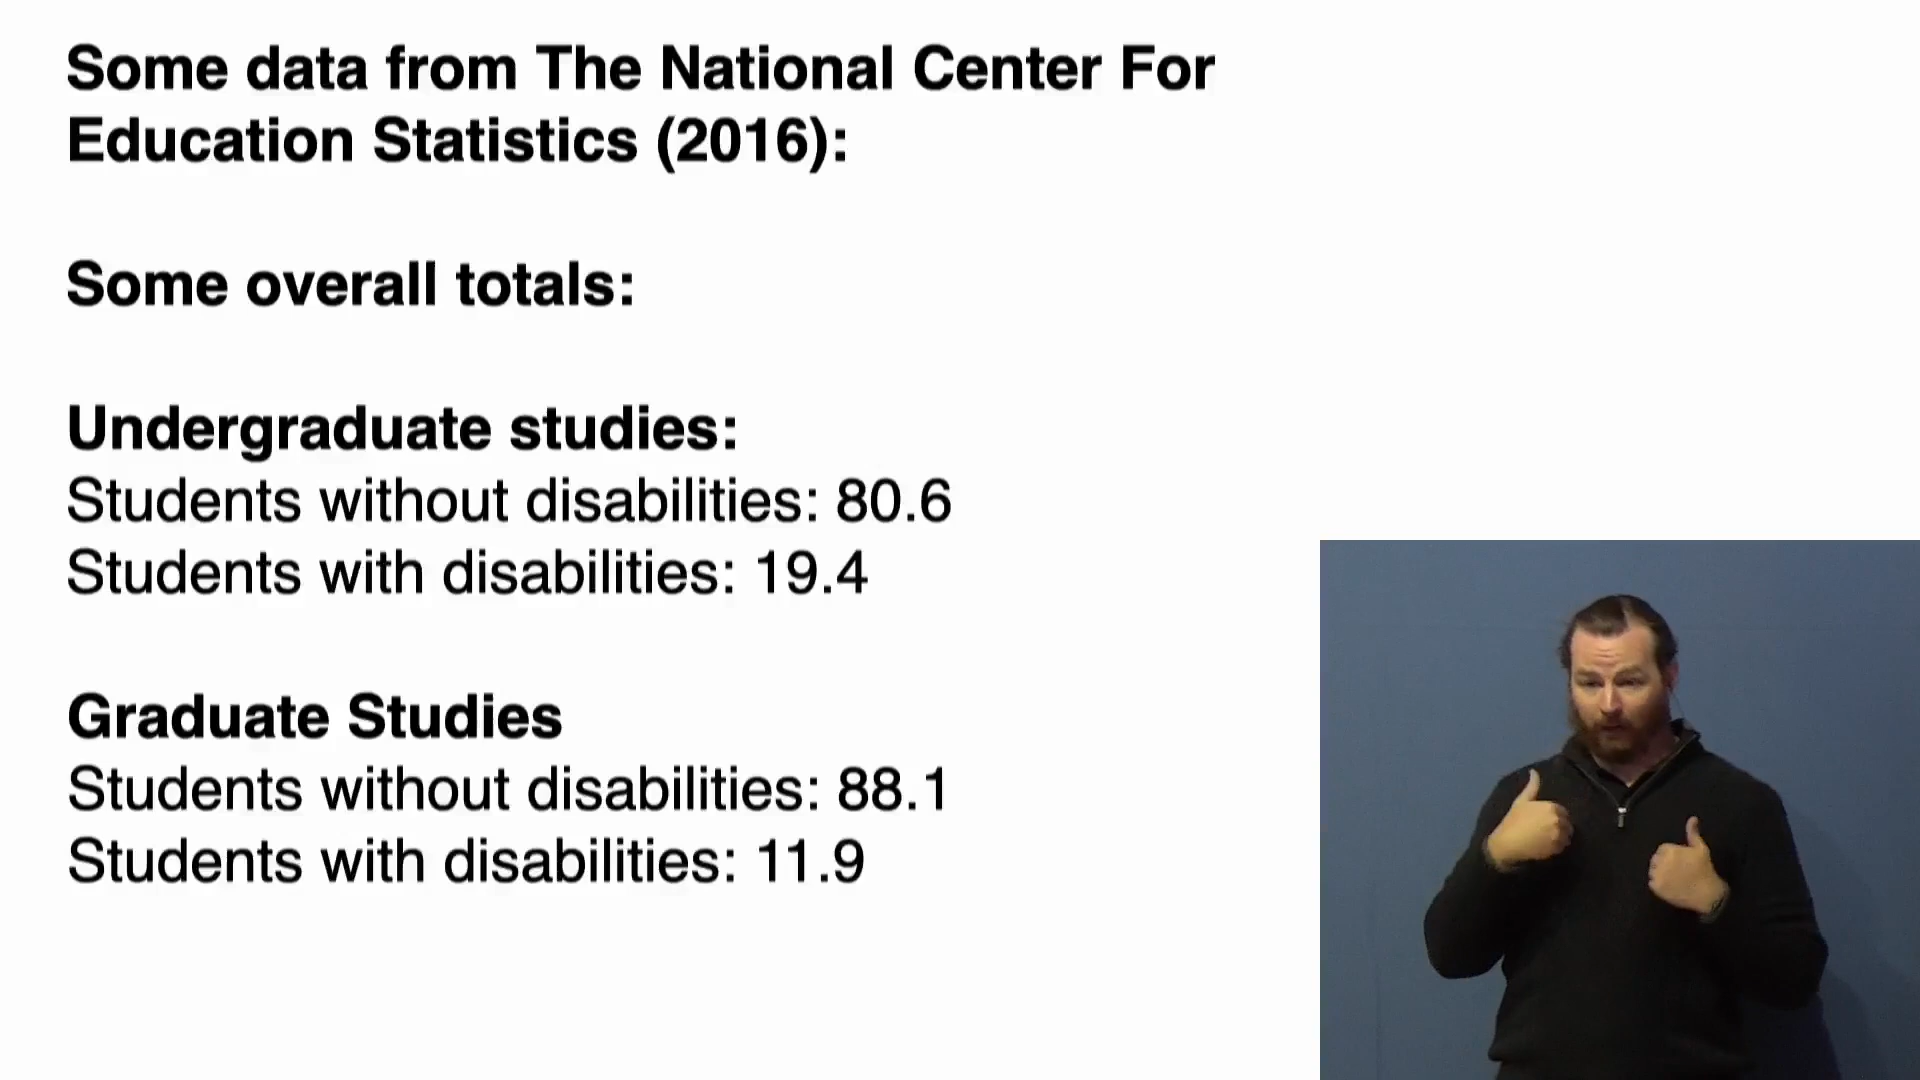 Some data from The National Center For
Education Statistics (2016):
Some overall totals:
Undergraduate studies:
Students without disabilities: 80.6
Students with disabilities: 19.4
Graduate Studies
Students without disabilities: 88.1
Students with disabilities: 11.9